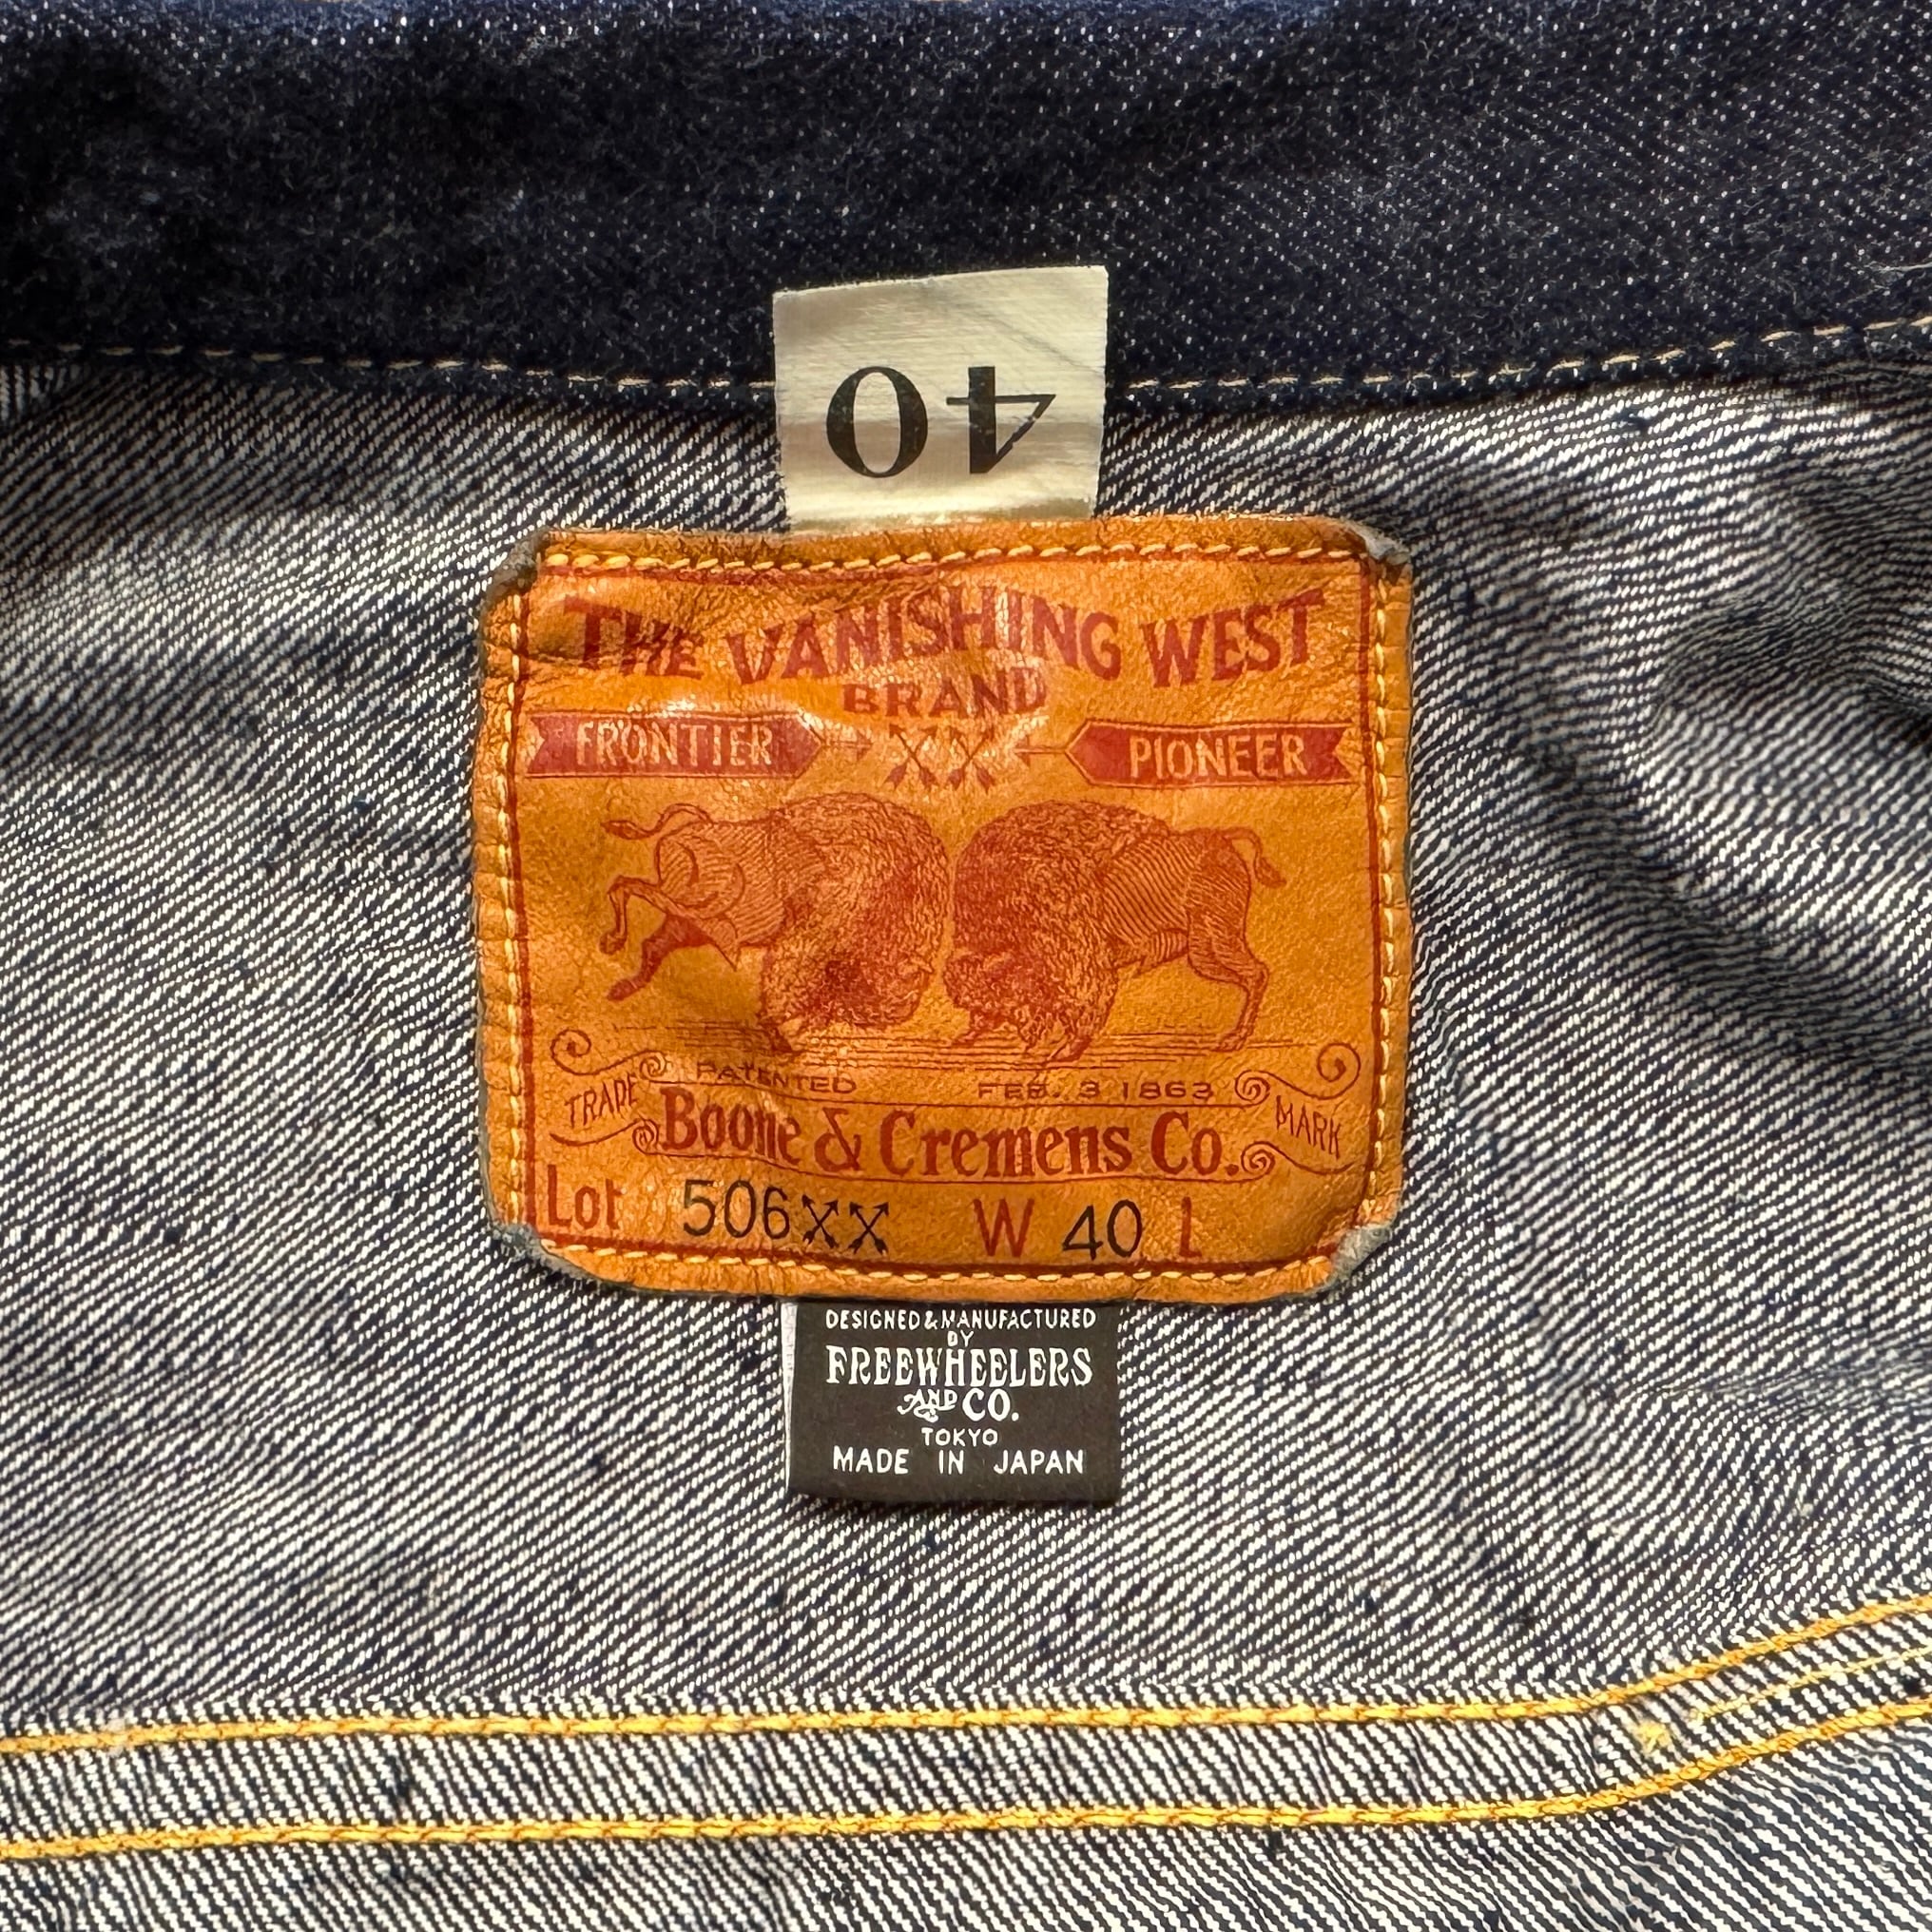 40
THE VANISHING WEST
BRAND
FRONTIER PIONEER
PATENTED FEB. 3 1863
TRADE Boone & Cremens Co. MARK
Lot 506XX W 40 L
DESIGNED & MANUFACTURED
BY
FREEWHEELERS
AND CO.
TOKYO
MADE IN JAPAN